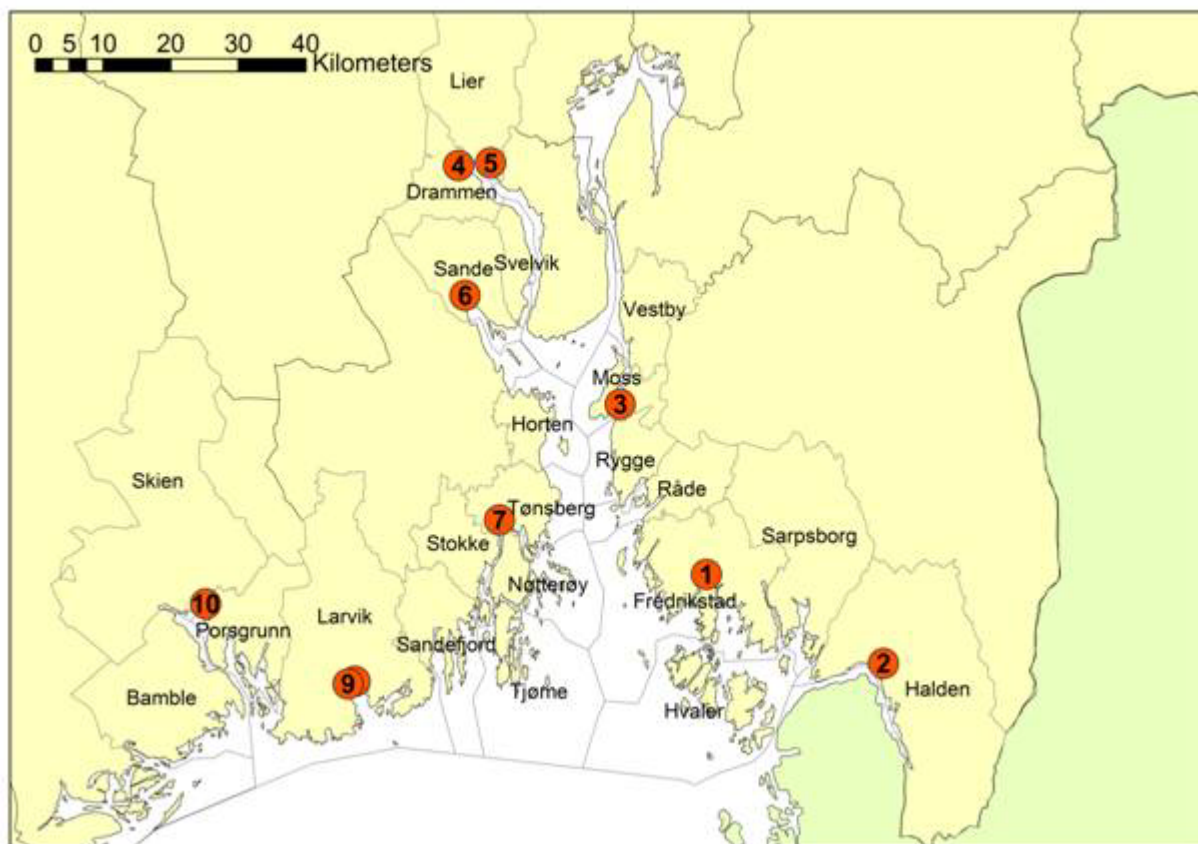 0 5 10 20 30 40
Kilometers
Lier
4 5
Drammen
Sande
Svelvik
6
Vestby
Moss
3
Horten
Rygge
Skien
Råde
Tønsberg
7
Stokke
Sarpsborg
1
Nøtterøy
Fredrikstad
10
Porsgrunn
Larvik
Sandefjord
2
9
Bamble
Tjøme
Halden
Hvaler